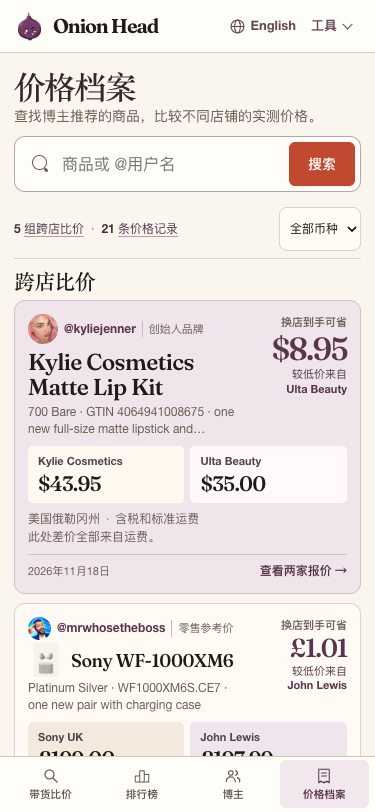 Onion Head
English
工具
价格档案
查找博主推荐的商品，比较不同店铺的实测价格。
商品或 @用户名
搜索
5 组跨店比价 · 21 条价格记录
全部币种
跨店比价
@kyliejenner
创始人品牌
换店到手可省
$8.95
较低价来自
Ulta Beauty
Kylie Cosmetics
Matte Lip Kit
700 Bare · GTIN 4064941008675 · one
new full-size matte lipstick and…
Kylie Cosmetics
$43.95
Ulta Beauty
$35.00
美国俄勒冈州 · 含税和标准运费
此处差价全部来自运费。
2026年11月18日
查看两家报价 →
@mrwhosetheboss
零售参考价
换店到手可省
£1.01
较低价来自
John Lewis
Sony WF-1000XM6
Platinum Silver · WF1000XM6S.CE7 ·
one new pair with charging case
Sony UK
John Lewis
带货比价
排行榜
博主
价格档案